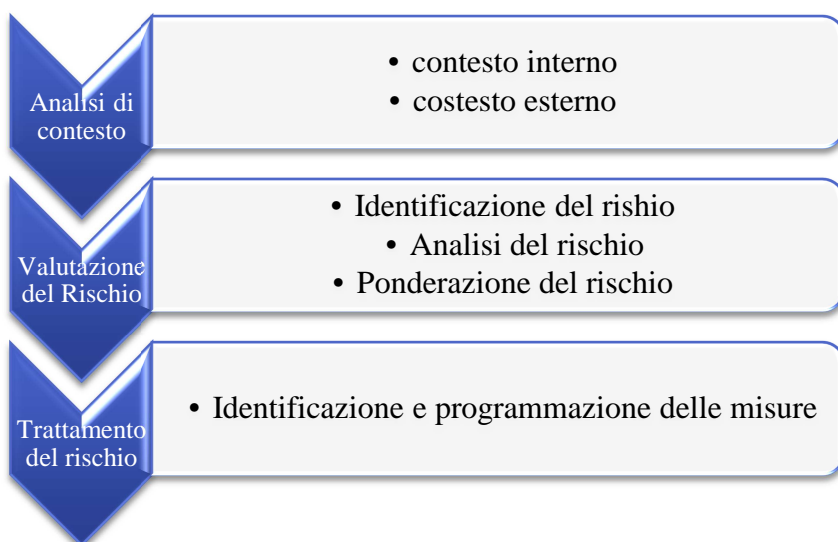 Analisi di
contesto
• contesto interno
• costesto esterno
Valutazione
del Rischio
• Identificazione del rishio
• Analisi del rischio
• Ponderazione del rischio
Trattamento
del rischio
• Identificazione e programmazione delle misure